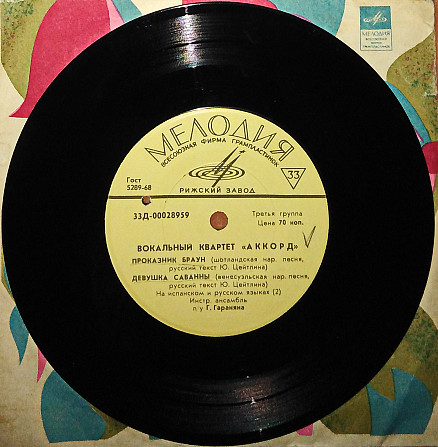 МЕЛОДИЯ
МЕЛОДИЯ
ВСЕСОЮЗНАЯ ФИРМА ГРАМПЛАСТИНОК
Гост
5289-68
33
РИЖСКИЙ ЗАВОД
33Д-00028959
Третья группа
Цена 70 коп.
ВОКАЛЬНЫЙ КВАРТЕТ «АККОРД»
ПРОКАЗНИК БРАУН (шотландская нар. песня,
русский текст Ю. Цейтлина)
ДЕВУШКА САВАННЫ (венесуэльская нар. песня,
русский текст Ю. Цейтлина)
На испанском и русском языках (2)
Инстр. ансамбль
п/у Г. Гараняна